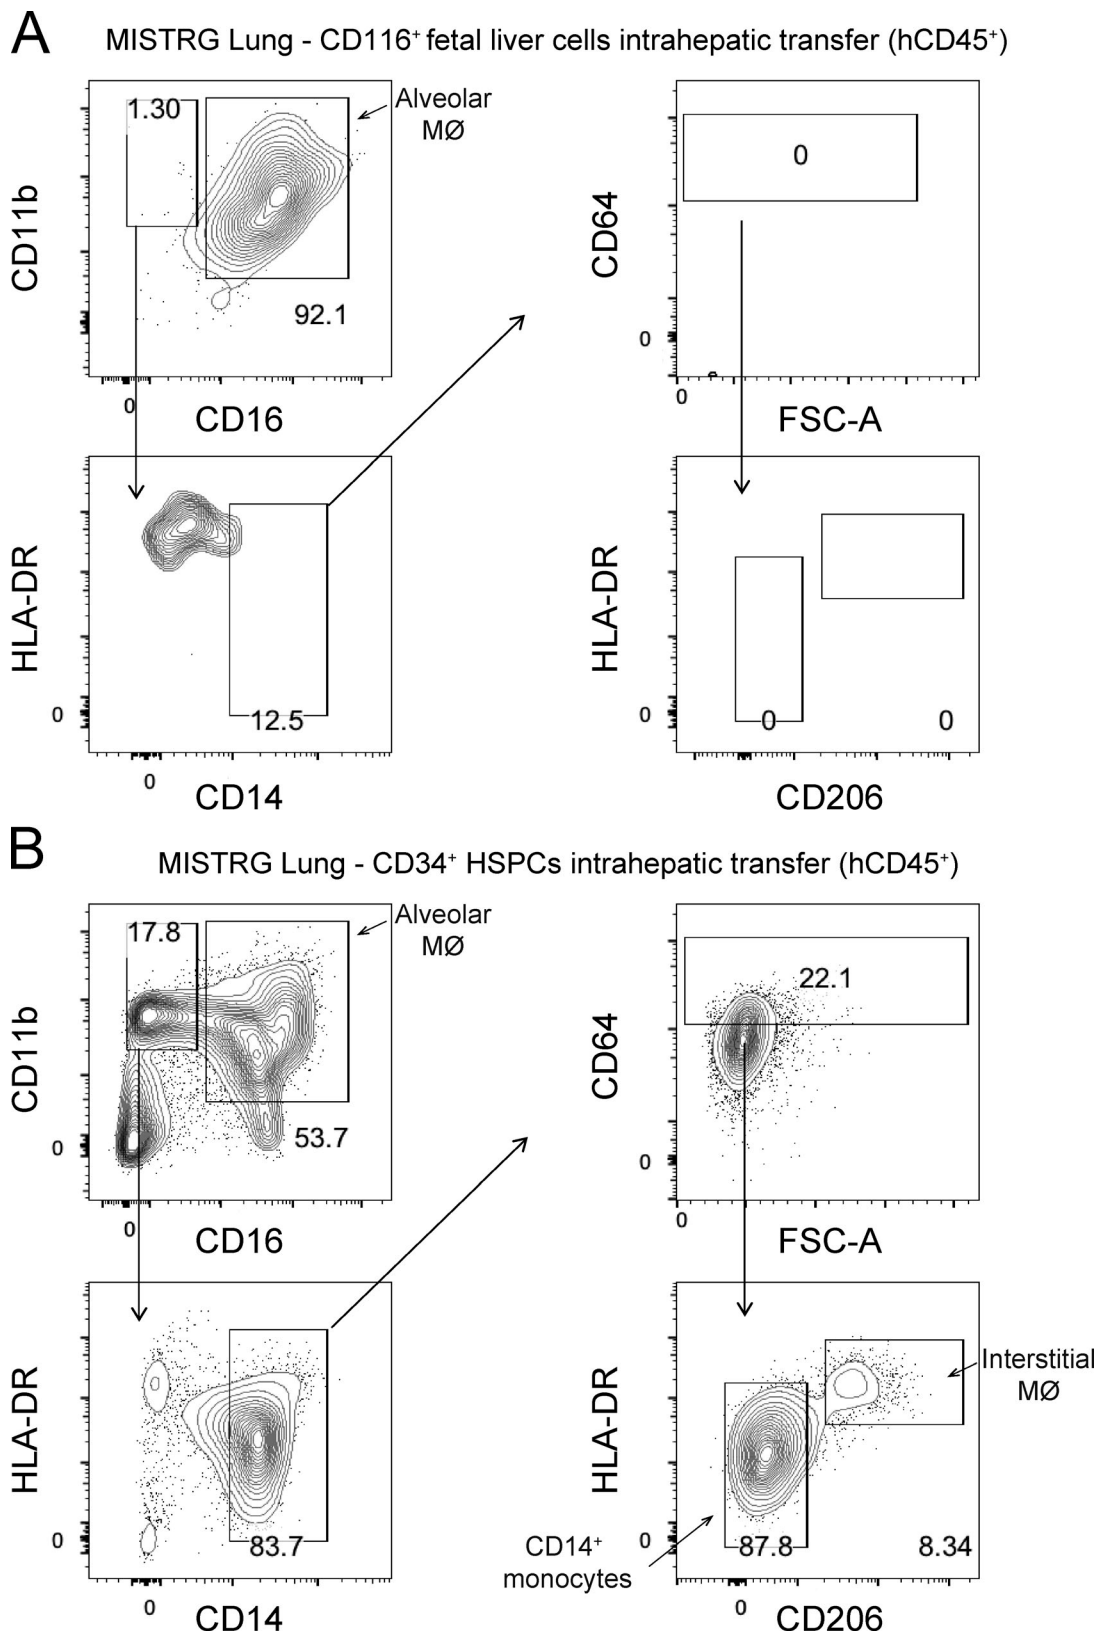 A
MISTRG Lung - CD116⁺ fetal liver cells intrahepatic transfer (hCD45⁺)
1.30
Alveolar
MØ
CD11b
92.1
0
CD16
0
CD64
0
0
FSC-A
HLA-DR
0
12.5
0
CD14
HLA-DR
0
0
0
CD206
B
MISTRG Lung - CD34⁺ HSPCs intrahepatic transfer (hCD45⁺)
17.8
Alveolar
MØ
CD11b
0
53.7
0
CD16
22.1
CD64
0
0
FSC-A
HLA-DR
0
83.7
0
CD14
Interstitial
MØ
HLA-DR
0
87.8
8.34
CD14⁺
monocytes
0
CD206